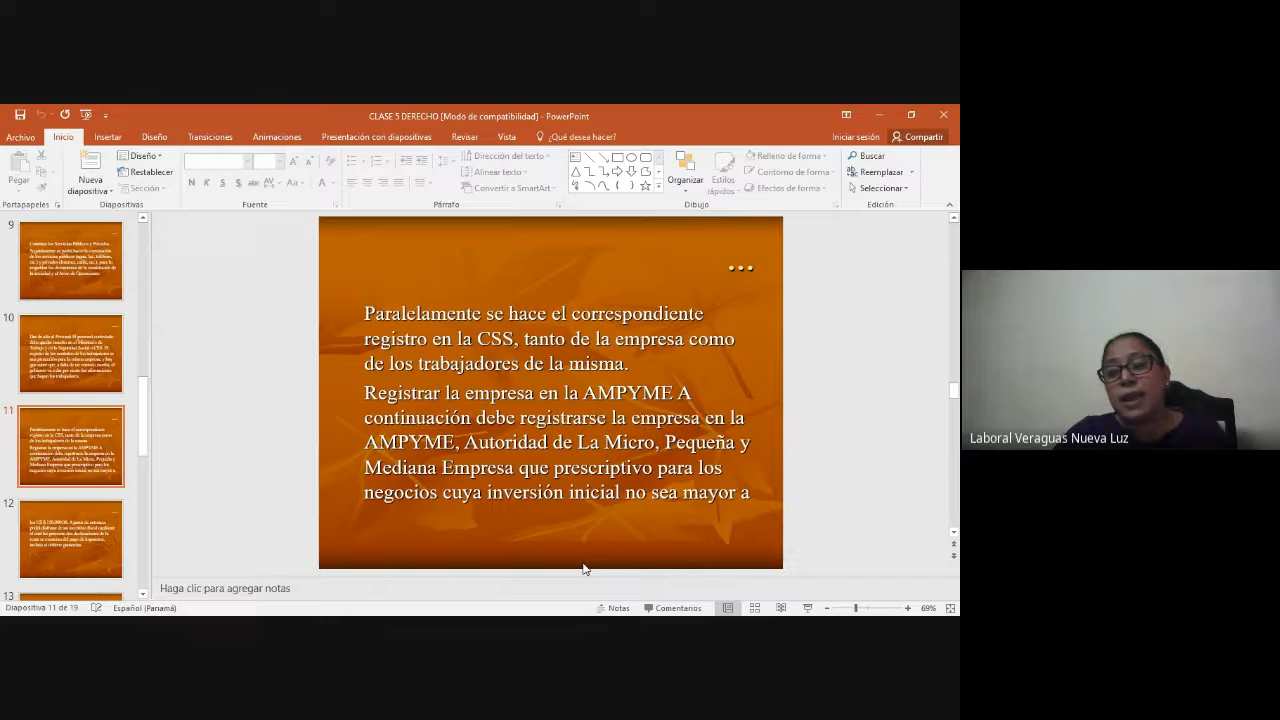 CLASE 5 DERECHO [Modo de compatibilidad] - PowerPoint
Archivo Inicio Insertar Diseño Transiciones Animaciones Presentación con diapositivas Revisar Vista ¿Qué desea hacer? Iniciar sesión Compartir
Pegar
Nueva diapositiva
Diseño
Restablecer
Sección
N K S S abc AV Aa A
Dirección del texto
Alinear texto
Convertir a SmartArt
Organizar
Estilos rápidos
Relleno de forma
Contorno de forma
Efectos de forma
Buscar
Reemplazar
Seleccionar
Portapapeles Diapositivas Fuente Párrafo Dibujo Edición
9
10
11
12
13
...
Paralelamente se hace el correspondiente
registro en la CSS, tanto de la empresa como
de los trabajadores de la misma.
Registrar la empresa en la AMPYME A
continuación debe registrarse la empresa en la
AMPYME, Autoridad de La Micro, Pequeña y
Mediana Empresa que prescriptivo para los
negocios cuya inversión inicial no sea mayor a
Haga clic para agregar notas
Diapositiva 11 de 19 Español (Panamá) Notas Comentarios 69%
Laboral Veraguas Nueva Luz